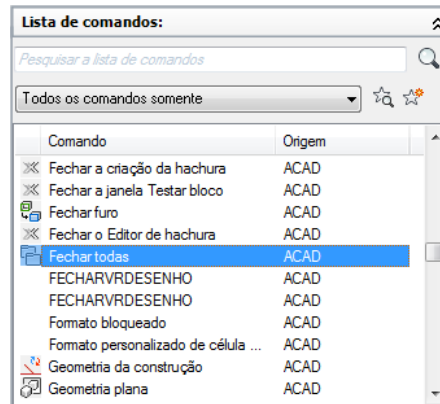 Lista de comandos:
Pesquisar a lista de comandos
Todos os comandos somente
Comando Origem
Fechar a criação da hachura ACAD
Fechar a janela Testar bloco ACAD
Fechar furo ACAD
Fechar o Editor de hachura ACAD
Fechar todas ACAD
FECHARVRDESENHO ACAD
FECHARVRDESENHO ACAD
Formato bloqueado ACAD
Formato personalizado de célula ... ACAD
Geometria da construção ACAD
Geometria plana ACAD